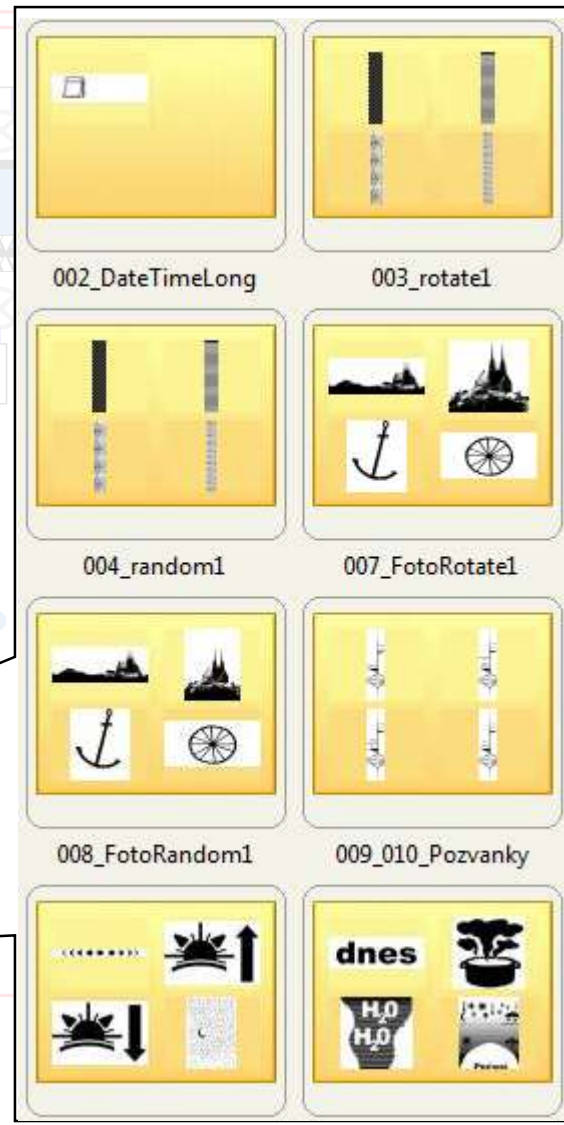 002_DateTimeLong
003_rotate1
004_random1
007_FotoRotate1
008_FotoRandom1
009_010_Pozvanky
dnes
H2O
H2O